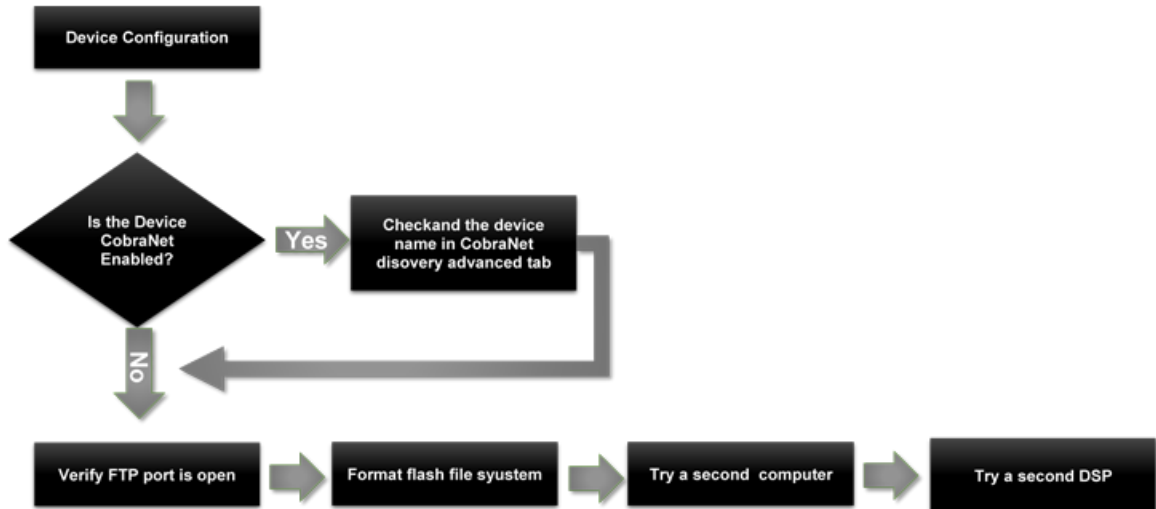 Device Configuration
Is the Device
CobraNet
Enabled?
Yes
Checkand the device
name in CobraNet
disovery advanced tab
No
Verify FTP port is open
Format flash file syustem
Try a second computer
Try a second DSP